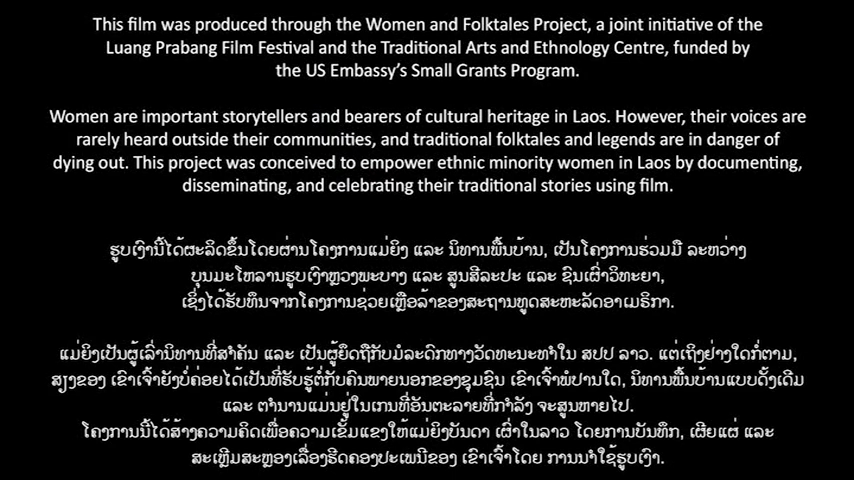 This film was produced through the Women and Folktales Project, a joint initiative of the
Luang Prabang Film Festival and the Traditional Arts and Ethnology Centre, funded by
the US Embassy's Small Grants Program.
Women are important storytellers and bearers of cultural heritage in Laos. However, their voices are
rarely heard outside their communities, and traditional folktales and legends are in danger of
dying out. This project was conceived to empower ethnic minority women in Laos by documenting,
disseminating, and celebrating their traditional stories using film.
ຮູບເງົານີ້ໄດ້ຜະລິດຂຶ້ນໂດຍຜ່ານໂຄງການແມ່ຍິງ ແລະ ນິທານພື້ນບ້ານ, ເປັນໂຄງການຮ່ວມມື ລະຫວ່າງ
ບຸນມະໂຫລານຮູບເງົາຫຼວງພະບາງ ແລະ ສູນສິລະປະ ແລະ ຊົນເຜົ່າວິທະຍາ,
ເຊິ່ງໄດ້ຮັບທຶນຈາກໂຄງການຊ່ວຍເຫຼືອລ້າຂອງສະຖານທູດສະຫະລັດອາເມຣິກາ.
ແມ່ຍິງເປັນຜູ້ເລົ່ານິທານທີ່ສຳຄັນ ແລະ ເປັນຜູ້ຍຶດຖືກັບມໍລະດົກທາງວັດທະນະທຳໃນ ສປປ ລາວ. ແຕ່ເຖິງຢ່າງໃດກໍ່ຕາມ,
ສຽງຂອງ ເຂົາເຈົ້າຍັງບໍ່ຄ່ອຍໄດ້ເປັນທີ່ຮັບຮູ້ຕໍ່ກັບຄົນພາຍນອກຂອງຊຸມຊົນ ເຂົາເຈົ້າພໍປານໃດ, ນິທານພື້ນບ້ານແບບດັ້ງເດີມ
ແລະ ຕຳນານແມ່ນຢູ່ໃນເກນທີ່ອັນຕະລາຍທີ່ກຳລັງ ຈະສູນຫາຍໄປ.
ໂຄງການນີ້ໄດ້ສ້າງຄວາມຄິດເພື່ອຄວາມເຂັ້ມແຂງໃຫ້ແມ່ຍິງບັນດາ ເຜົ່າໃນລາວ ໂດຍການບັນທຶກ, ເຜີຍແຜ່ ແລະ
ສະເຫຼີມສະຫຼອງເລື່ອງຮີດຄອງປະເພນີຂອງ ເຂົາເຈົ້າໂດຍ ການນຳໃຊ້ຮູບເງົາ.